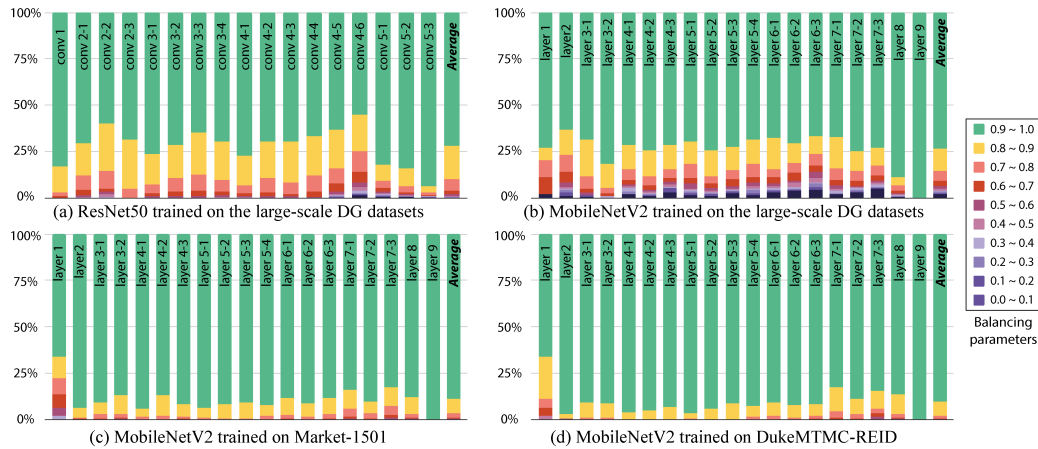 100%
75%
50%
25%
0%
conv 1
conv 2-1
conv 2-2
conv 2-3
conv 3-1
conv 3-2
conv 3-3
conv 3-4
conv 4-1
conv 4-2
conv 4-3
conv 4-4
conv 4-5
conv 4-6
conv 5-1
conv 5-2
conv 5-3
Average
(a) ResNet50 trained on the large-scale DG datasets
100%
75%
50%
25%
0%
layer 1
layer2
layer 3-1
layer 3-2
layer 4-1
layer 4-2
layer 4-3
layer 5-1
layer 5-2
layer 5-3
layer 5-4
layer 6-1
layer 6-2
layer 6-3
layer 7-1
layer 7-2
layer 7-3
layer 8
layer 9
Average
(b) MobileNetV2 trained on the large-scale DG datasets
100%
75%
50%
25%
0%
layer 1
layer2
layer 3-1
layer 3-2
layer 4-1
layer 4-2
layer 4-3
layer 5-1
layer 5-2
layer 5-3
layer 5-4
layer 6-1
layer 6-2
layer 6-3
layer 7-1
layer 7-2
layer 7-3
layer 8
layer 9
Average
(c) MobileNetV2 trained on Market-1501
100%
75%
50%
25%
0%
layer 1
layer2
layer 3-1
layer 3-2
layer 4-1
layer 4-2
layer 4-3
layer 5-1
layer 5-2
layer 5-3
layer 5-4
layer 6-1
layer 6-2
layer 6-3
layer 7-1
layer 7-2
layer 7-3
layer 8
layer 9
Average
(d) MobileNetV2 trained on DukeMTMC-REID
0.9 ~ 1.0
0.8 ~ 0.9
0.7 ~ 0.8
0.6 ~ 0.7
0.5 ~ 0.6
0.4 ~ 0.5
0.3 ~ 0.4
0.2 ~ 0.3
0.1 ~ 0.2
0.0 ~ 0.1
Balancing
parameters